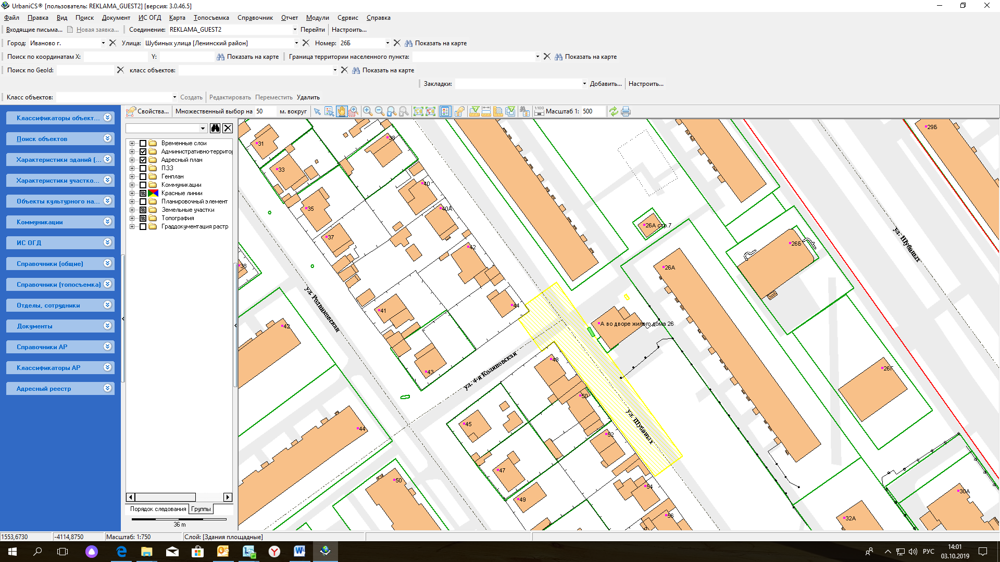 UrbaniCS® [пользователь: REKLAMA_GUEST2] [версия: 3.0.46.5]
Файл Правка Вид Поиск Документ ИС ОГД Карта Топосъемка Справочник Отчет Модули Сервис Справка
Входящие письма... Новая заявка... Соединение: REKLAMA_GUEST2 Перейти Настроить...
Город: Иваново г. Улица: Шубиных улица [Ленинский район] Номер: 26Б Показать на карте
Поиск по координатам X: Y: Показать на карте Граница территории населенного пункта: Показать на карте
Поиск по GeoId: класс объектов: Показать на карте
Закладки: Добавить... Настроить...
Класс объектов: Создать Редактировать Переместить Удалить
Свойства... Множественный выбор на 50 м. вокруг 1:100 Масштаб 1: 500
Классификаторы объект...
Поиск объектов
Характеристики зданий (...
Характеристики участко...
Объекты культурного на...
Коммуникации
ИС ОГД
Справочники (общие)
Справочники (топосъемка)
Отделы, сотрудники
Документы
Справочники АР
Классификаторы АР
Адресный реестр
Временные слои
Административно-территор
Адресный план
ПЗЗ
Генплан
Коммуникации
Красные линии
Планировочный элемент
Земельные участки
Топография
Граддокументация растр
Порядок следования Группы
36 m
31
38
29Б
33
40
35
40А
26А стр.7
37
42
26Б
38
26А
ул. Шубиных
ул. Родниковская
44
41
42
А во дворе жилого дома 26
48
26Г
43
ул. 4-я Коляновская
50
45
44
52
ул. Шубиных
47
50
54
49
30А
56
32А
1553,6730 -4114,8750 Масштаб: 1:750 Слой: [Здания площадные]
РУС 14:01
03.10.2019